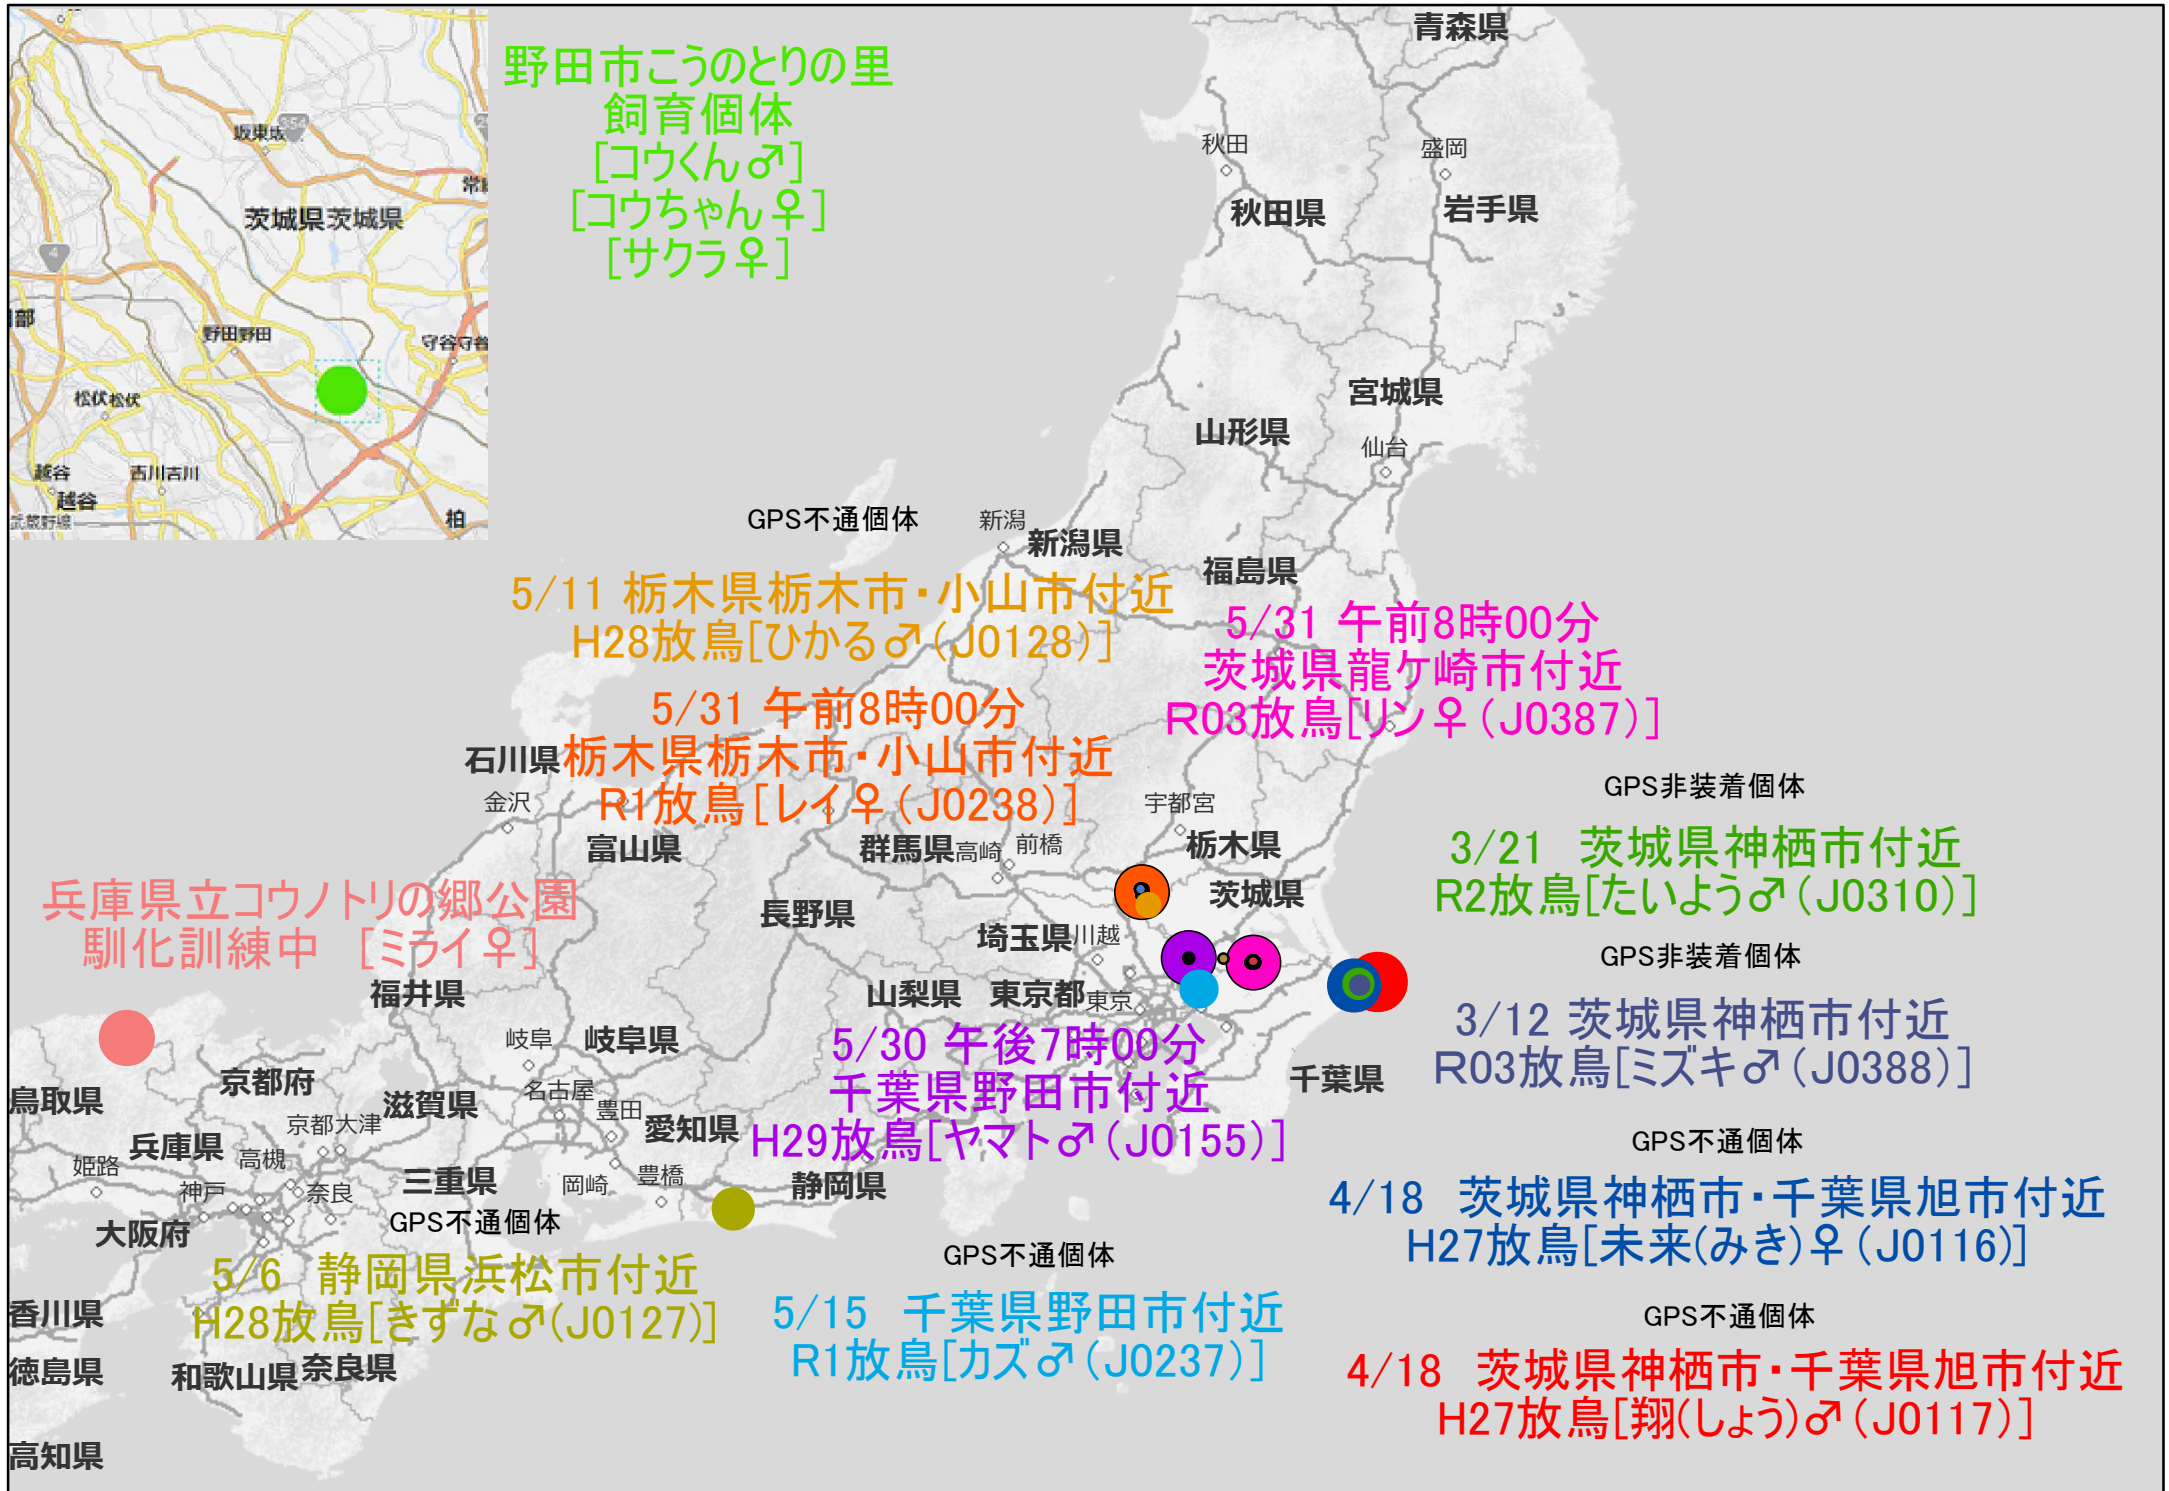 野田市こうのとりの里
飼育個体
[コウくん♂]
[コウちゃん♀]
[サクラ♀]
354
坂東
茨城県茨城県
4
野田野田
守谷守谷
松伏松伏
越谷
越谷
吉川吉川
武蔵野線
柏
青森県
秋田
盛岡
秋田県
岩手県
宮城県
山形県
仙台
GPS不通個体
新潟
新潟県
福島県
5/11 栃木県栃木市・小山市付近
H28放鳥[ひかる♂(J0128)]
5/31 午前8時00分
茨城県龍ケ崎市付近
R03放鳥[リン♀(J0387)]
5/31 午前8時00分
栃木県栃木市・小山市付近
R1放鳥[レイ♀(J0238)]
石川県
金沢
富山県
群馬県
高崎
前橋
宇都宮
栃木県
茨城県
長野県
埼玉県
川越
GPS非装着個体
3/21 茨城県神栖市付近
R2放鳥[たいよう♂(J0310)]
兵庫県立コウノトリの郷公園
馴化訓練中 [ミライ♀]
GPS非装着個体
3/12 茨城県神栖市付近
R03放鳥[ミズキ♂(J0388)]
福井県
山梨県
東京都
東京
岐阜
岐阜県
5/30 午後7時00分
千葉県野田市付近
H29放鳥[ヤマト♂(J0155)]
千葉県
鳥取県
京都府
滋賀県
名古屋
豊田
愛知県
京都
大津
兵庫県
高槻
姫路
神戸
奈良
三重県
岡崎
豊橋
静岡県
大阪府
GPS不通個体
4/18 茨城県神栖市・千葉県旭市付近
H27放鳥[未来(みき)♀(J0116)]
GPS不通個体
5/6 静岡県浜松市付近
H28放鳥[きずな♂(J0127)]
GPS不通個体
5/15 千葉県野田市付近
R1放鳥[カズ♂(J0237)]
GPS不通個体
4/18 茨城県神栖市・千葉県旭市付近
H27放鳥[翔(しょう)♂(J0117)]
香川県
徳島県
和歌山県
奈良県
高知県